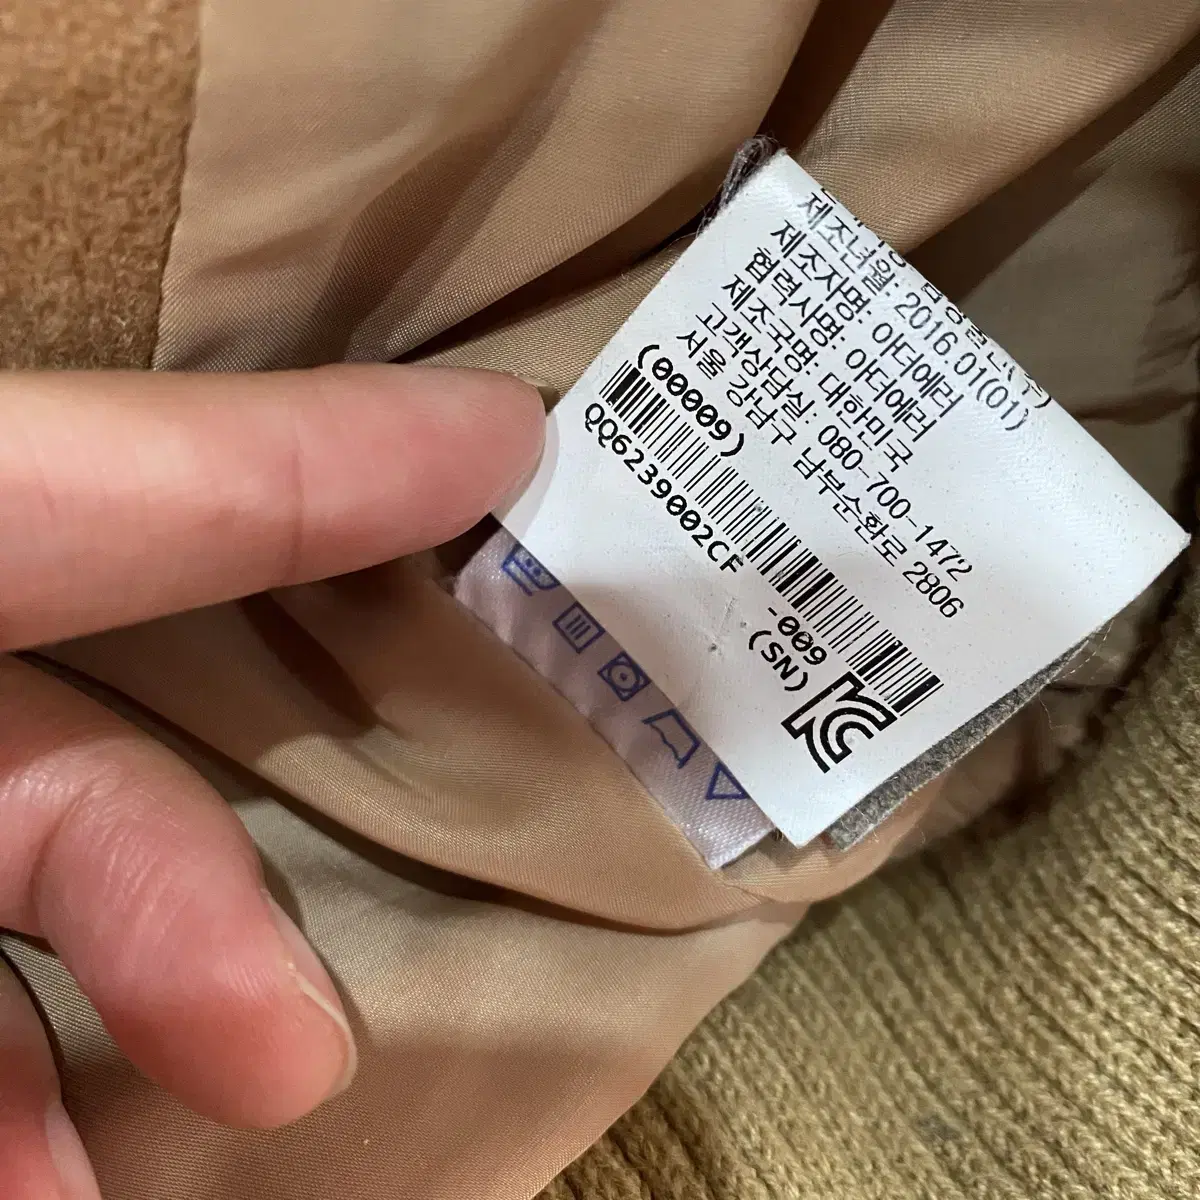 제조년월: 2016.01(01)
제조자명: 아더에러
협력사명: 아더에러
제조국명: 대한민국
고객상담실: 080-700-1472
서울 강남구 남부순환로 2806
(00009)
QQ6239002CF
-009
(SN)